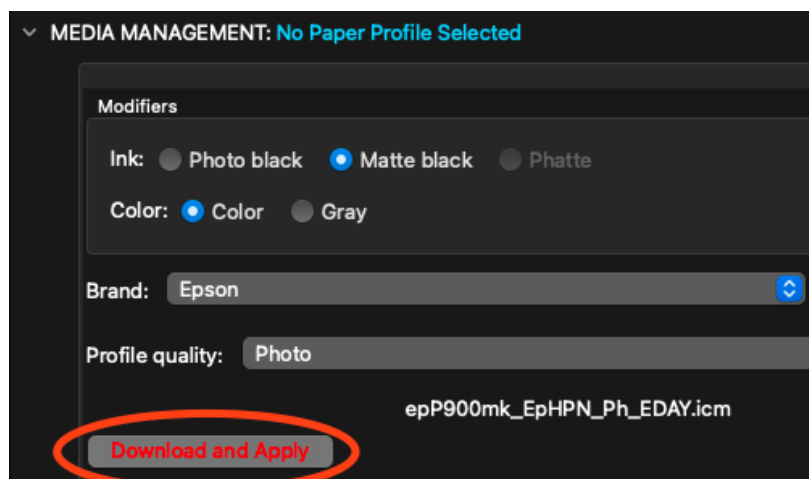 MEDIA MANAGEMENT: No Paper Profile Selected
Modifiers
Ink: Photo black Matte black Phatte
Color: Color Gray
Brand: Epson
Profile quality: Photo
epP900mk_EpHPN_Ph_EDAY.icm
Download and Apply